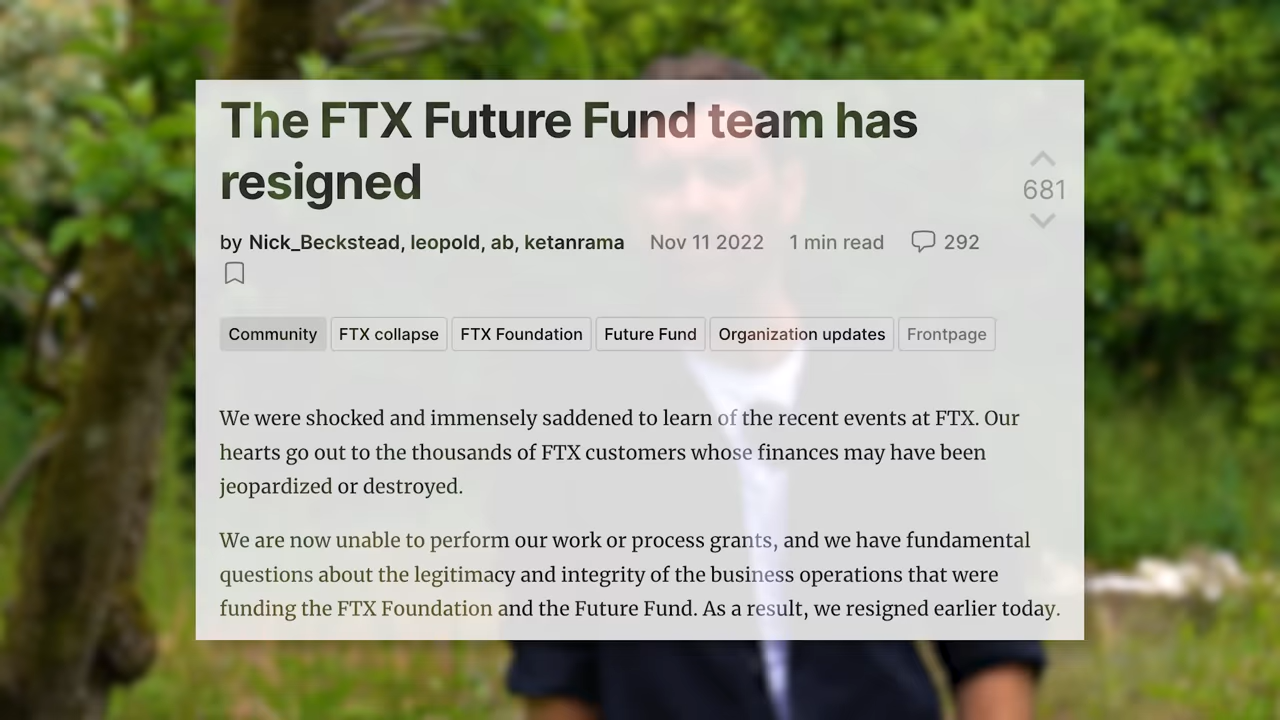 The FTX Future Fund team has
resigned
681
by Nick_Beckstead, leopold, ab, ketanrama Nov 11 2022 1 min read 292
Community FTX collapse FTX Foundation Future Fund Organization updates Frontpage
We were shocked and immensely saddened to learn of the recent events at FTX. Our
hearts go out to the thousands of FTX customers whose finances may have been
jeopardized or destroyed.
We are now unable to perform our work or process grants, and we have fundamental
questions about the legitimacy and integrity of the business operations that were
funding the FTX Foundation and the Future Fund. As a result, we resigned earlier today.